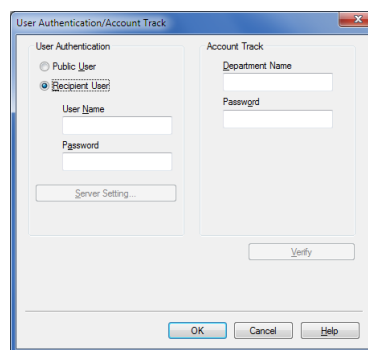 User Authentication/Account Track
User Authentication
Public User
Recipient User
User Name
Password
Server Setting...
Account Track
Department Name
Password
Verify
OK
Cancel
Help